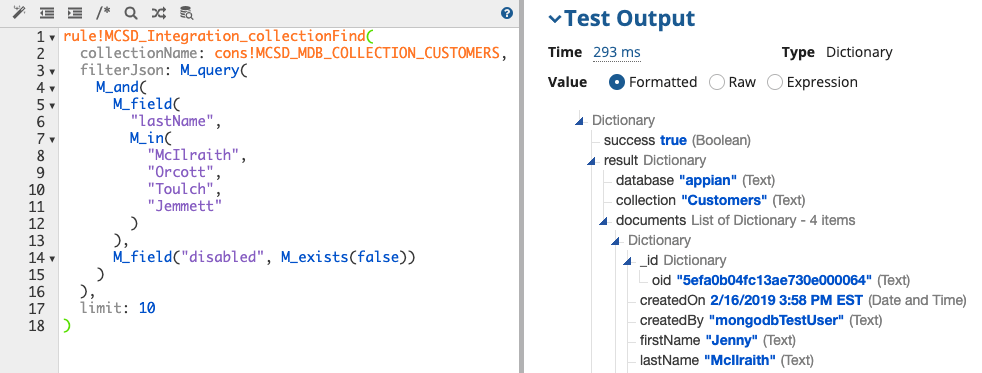 /*
?
1 rule!MCSD_Integration_collectionFind(
2 collectionName: cons!MCSD_MDB_COLLECTION_CUSTOMERS,
3 filterJson: M_query(
4 M_and(
5 M_field(
6 "lastName",
7 M_in(
8 "McIlraith",
9 "Orcott",
10 "Toulch",
11 "Jemmett"
12 )
13 ),
14 M_field("disabled", M_exists(false))
15 )
16 ),
17 limit: 10
18 )
Test Output
Time 293 ms Type Dictionary
Value Formatted Raw Expression
Dictionary
success true (Boolean)
result Dictionary
database "appian" (Text)
collection "Customers" (Text)
documents List of Dictionary - 4 items
Dictionary
_id Dictionary
oid "5efa0b04fc13ae730e000064" (Text)
createdOn 2/16/2019 3:58 PM EST (Date and Time)
createdBy "mongodbTestUser" (Text)
firstName "Jenny" (Text)
lastName "McIlraith" (Text)